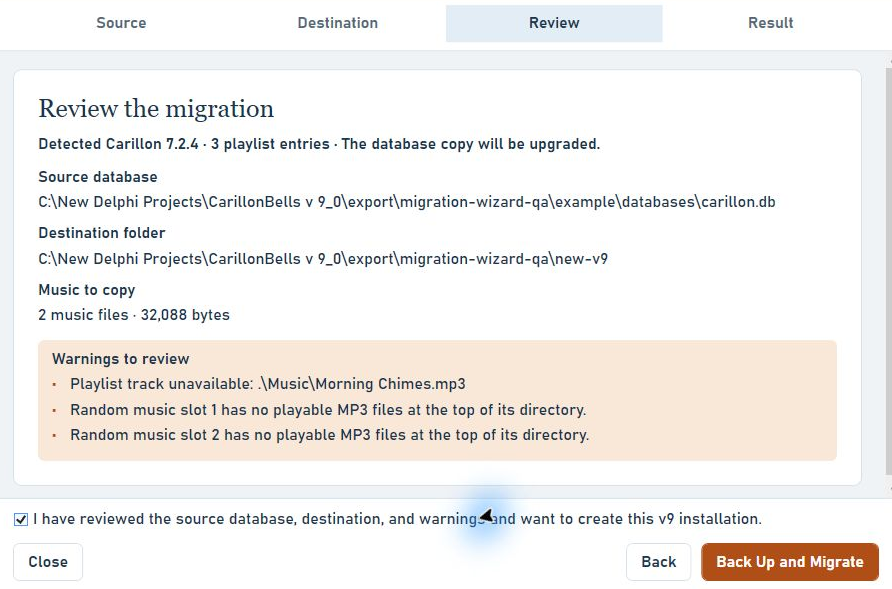 Source
Destination
Review
Result
Review the migration
Detected Carillon 7.2.4 · 3 playlist entries · The database copy will be upgraded.
Source database
C:\New Delphi Projects\CarillonBells v 9_0\export\migration-wizard-qa\example\databases\carillon.db
Destination folder
C:\New Delphi Projects\CarillonBells v 9_0\export\migration-wizard-qa\new-v9
Music to copy
2 music files · 32,088 bytes
Warnings to review
· Playlist track unavailable: .\Music\Morning Chimes.mp3
· Random music slot 1 has no playable MP3 files at the top of its directory.
· Random music slot 2 has no playable MP3 files at the top of its directory.
I have reviewed the source database, destination, and warnings and want to create this v9 installation.
Close
Back
Back Up and Migrate